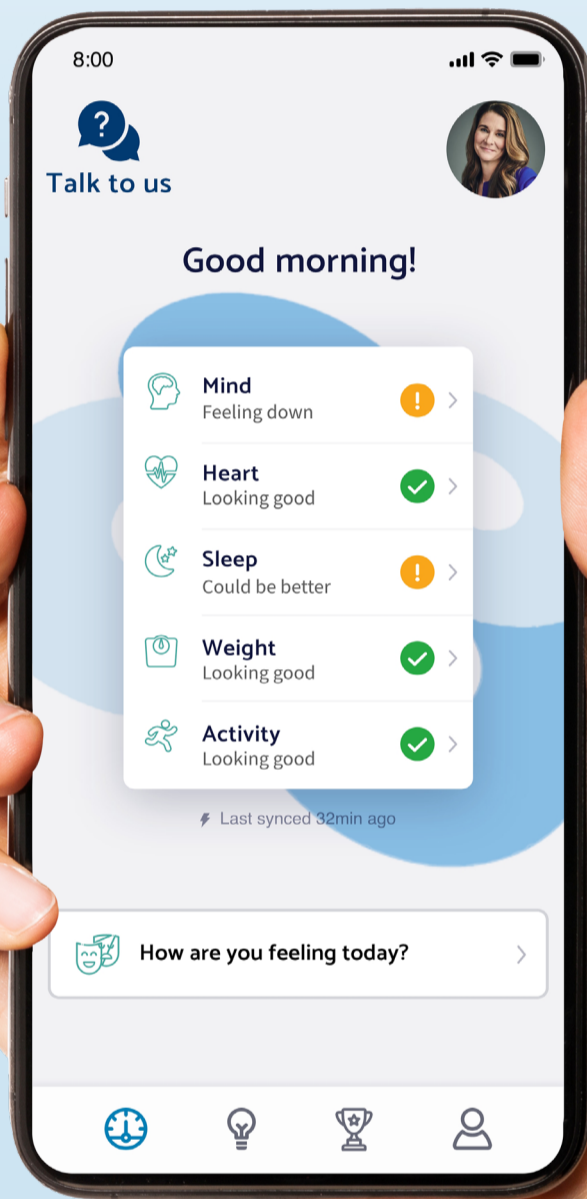 8:00
?
Talk to us
Good morning!
Mind
Feeling down
!
Heart
Looking good
Sleep
Could be better
!
Weight
Looking good
Activity
Looking good
Last synced 32min ago
How are you feeling today?